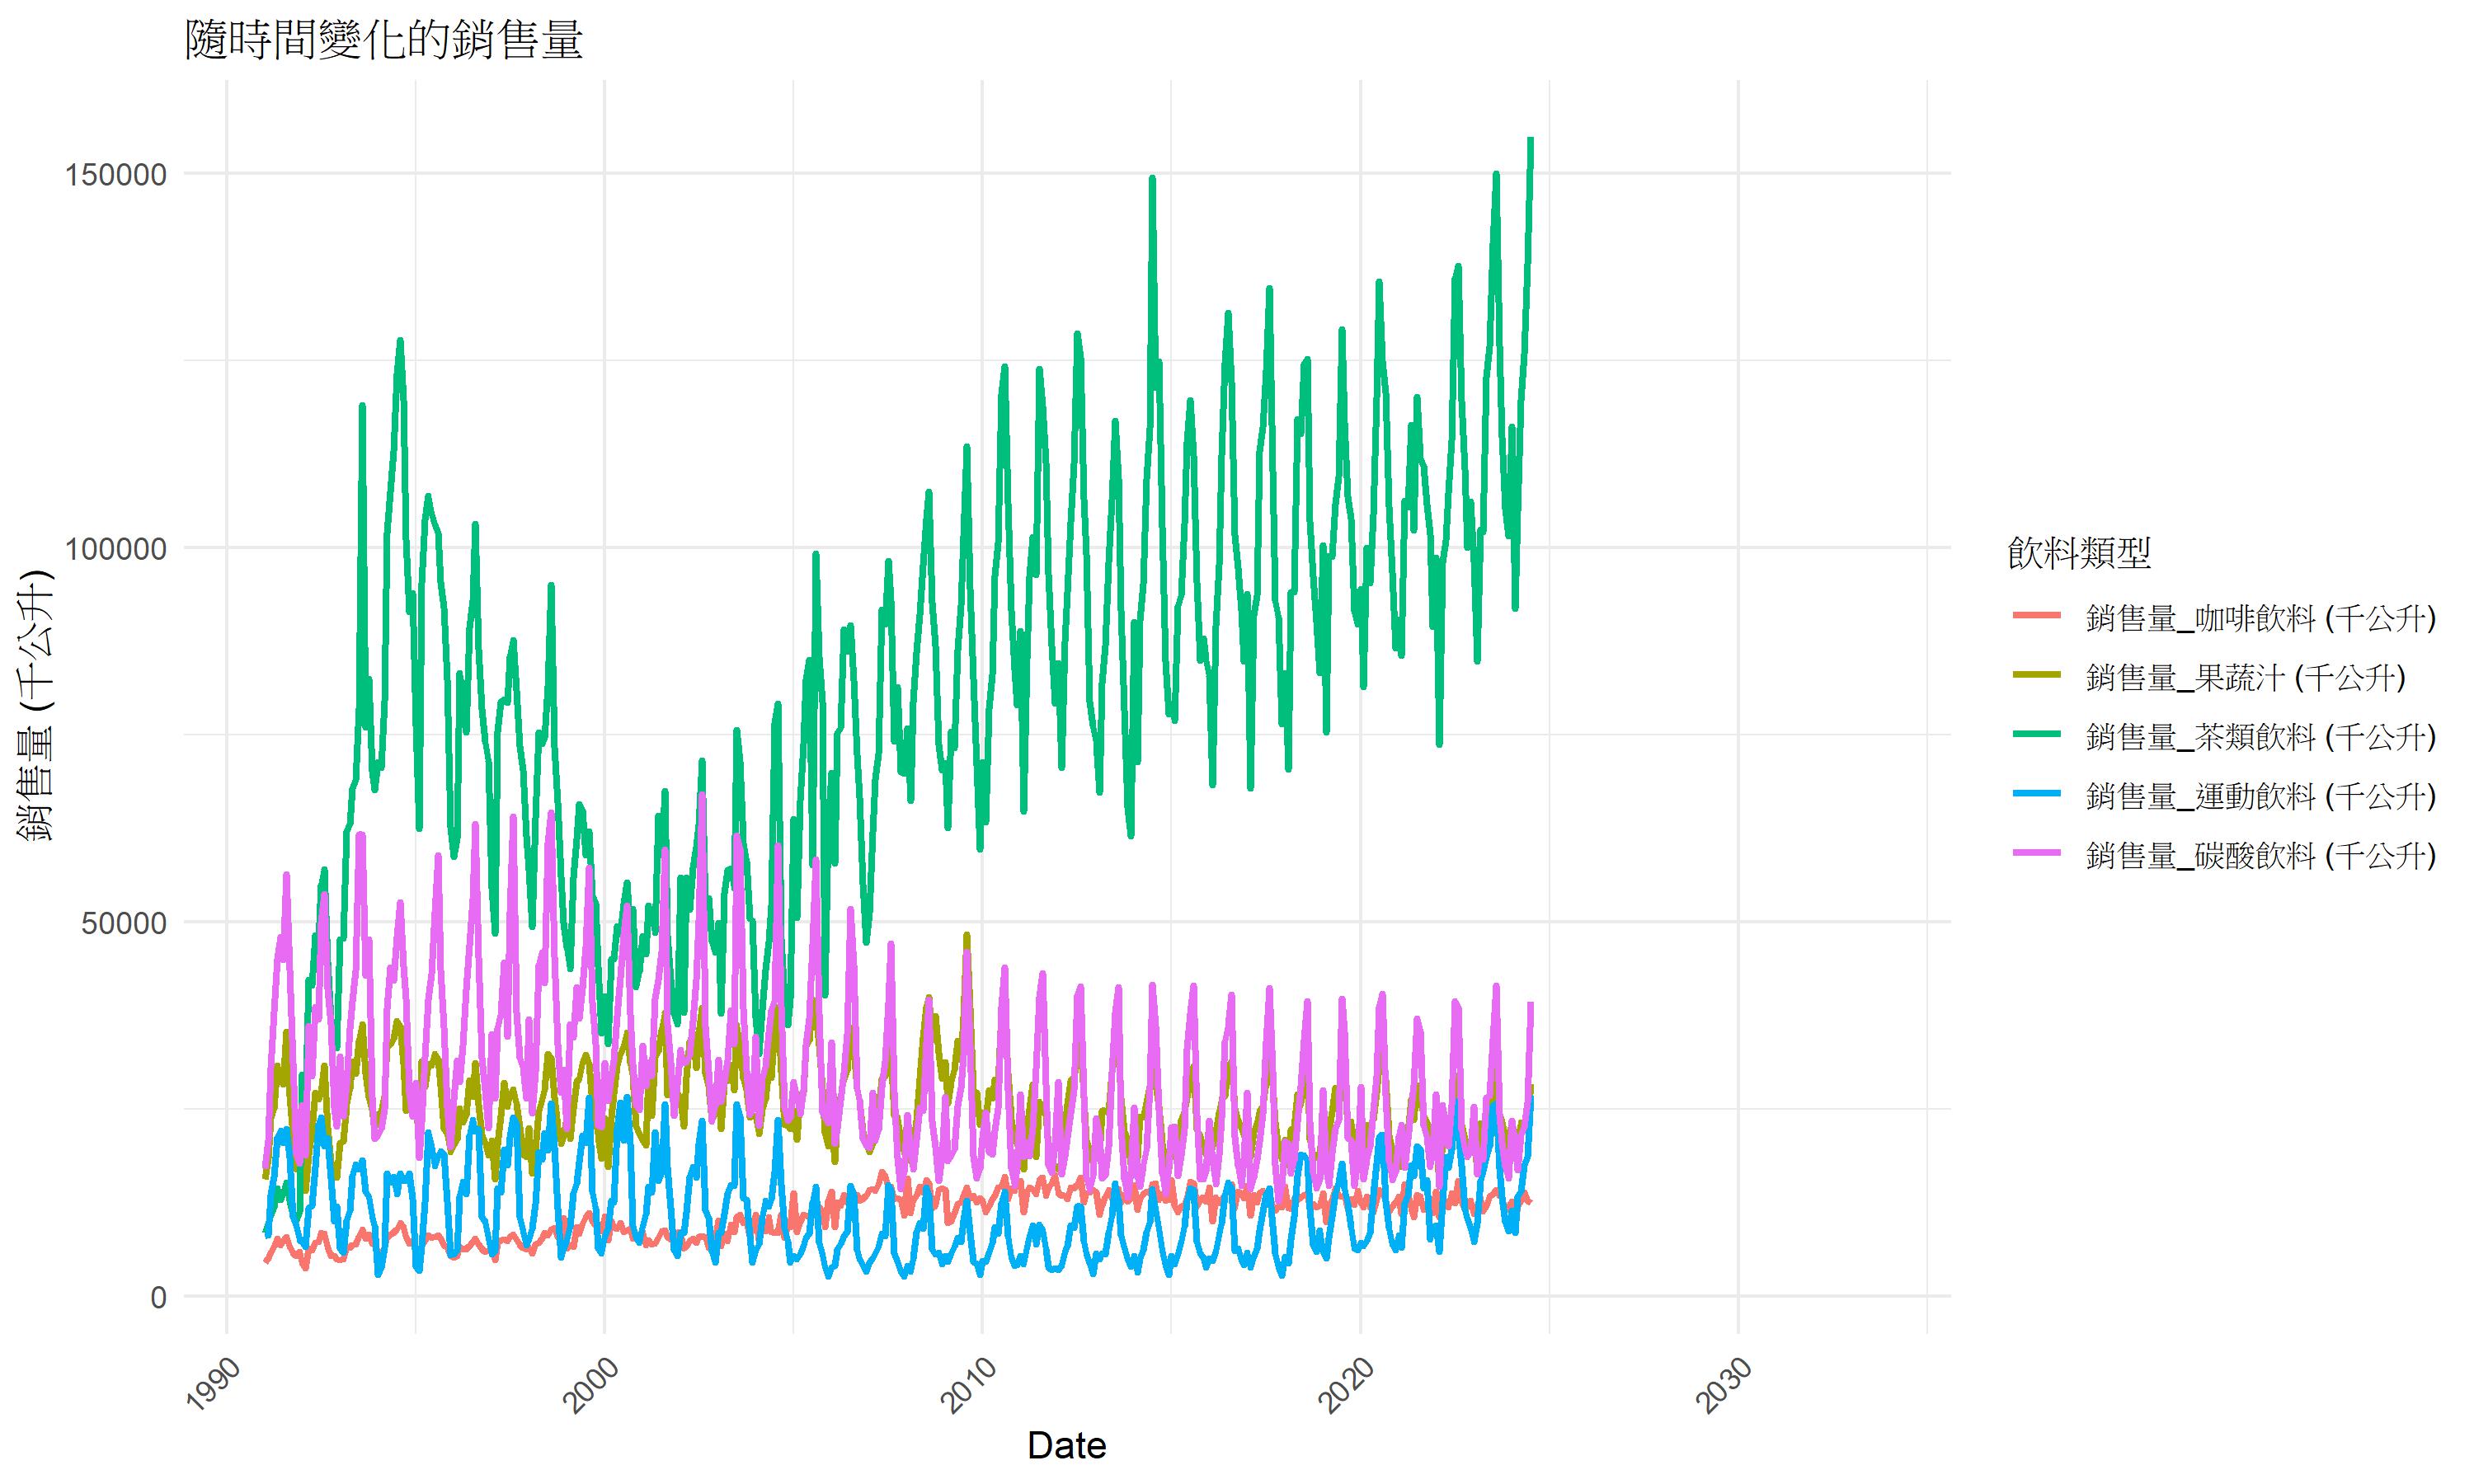 隨時間變化的銷售量
銷售量 (千公升)
150000
100000
50000
0
1990
2000
2010
2020
2030
Date
飲料類型
銷售量_咖啡飲料 (千公升)
銷售量_果蔬汁 (千公升)
銷售量_茶類飲料 (千公升)
銷售量_運動飲料 (千公升)
銷售量_碳酸飲料 (千公升)